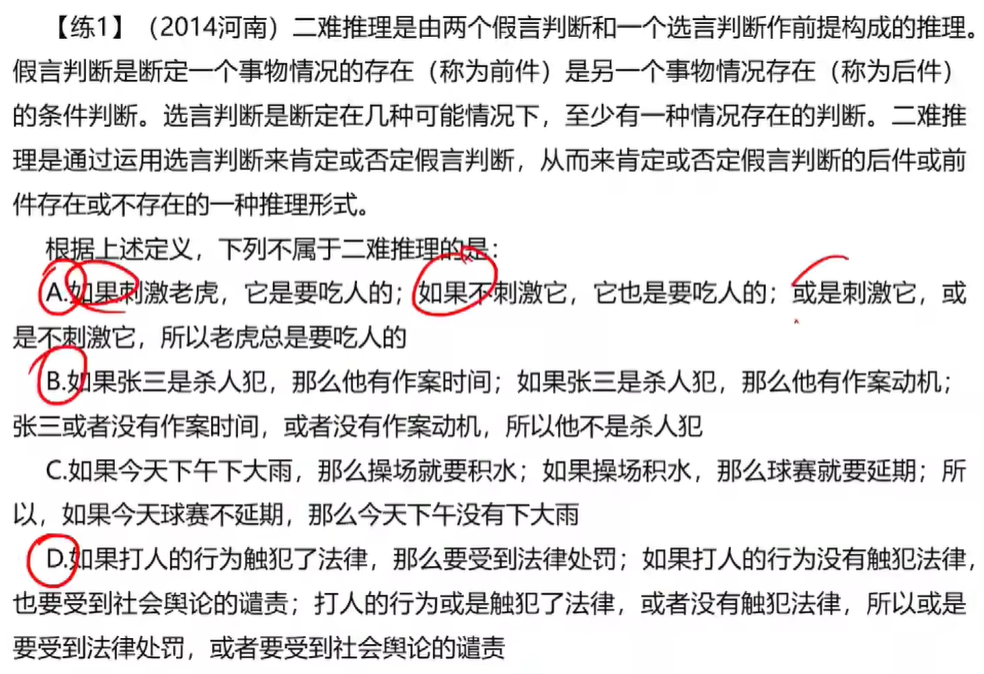 【练1】（2014河南）二难推理是由两个假言判断和一个选言判断作前提构成的推理。
假言判断是断定一个事物情况的存在（称为前件）是另一个事物情况存在（称为后件）
的条件判断。选言判断是断定在几种可能情况下，至少有一种情况存在的判断。二难推
理是通过运用选言判断来肯定或否定假言判断，从而来肯定或否定假言判断的后件或前
件存在或不存在的一种推理形式。
根据上述定义，下列不属于二难推理的是：
A.如果刺激老虎，它是要吃人的；如果不刺激它，它也是要吃人的；或是刺激它，或
是不刺激它，所以老虎总是要吃人的
B.如果张三是杀人犯，那么他有作案时间；如果张三是杀人犯，那么他有作案动机；
张三或者没有作案时间，或者没有作案动机，所以他不是杀人犯
C.如果今天下午下大雨，那么操场就要积水；如果操场积水，那么球赛就要延期；所
以，如果今天球赛不延期，那么今天下午没有下大雨
D.如果打人的行为触犯了法律，那么要受到法律处罚；如果打人的行为没有触犯法律，
也要受到社会舆论的谴责；打人的行为或是触犯了法律，或者没有触犯法律，所以或是
要受到法律处罚，或者要受到社会舆论的谴责